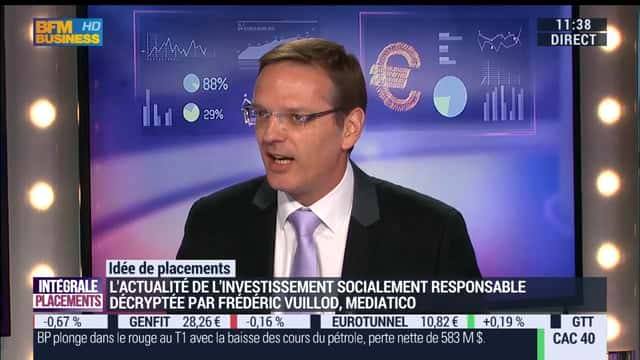 BFM HD
BUSINESS
11:38
DIRECT
88%
29%
Idée de placements
INTÉGRALE
PLACEMENTS
L'ACTUALITÉ DE L'INVESTISSEMENT SOCIALEMENT RESPONSABLE
DÉCRYPTÉE PAR FRÉDÉRIC VUILLOD, MEDIATICO
-0,67% GENFIT 28,26 € -0,16% EUROTUNNEL 10,82 € +0,19% GTT
BP plonge dans le rouge au T1 avec la baisse des cours du pétrole, perte nette de 583 M $.
CAC 40